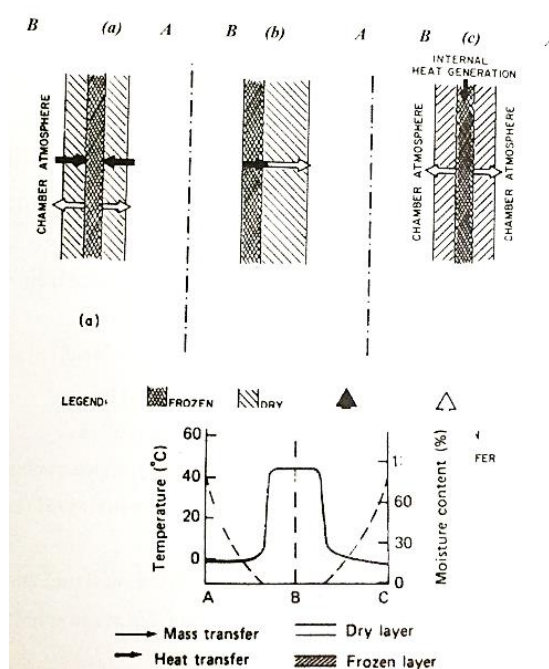 B (a) A B (b) A B (c) A
INTERNAL
HEAT GENERATION
CHAMBER ATMOSPHERE
CHAMBER ATMOSPHERE
CHAMBER ATMOSPHERE
(a)
LEGEND: FROZEN DRY
FER
Temperature (°C)
60
40
20
0
80
60
30
0
Moisture content (%)
A B C
Mass transfer
Dry layer
Heat transfer
Frozen layer